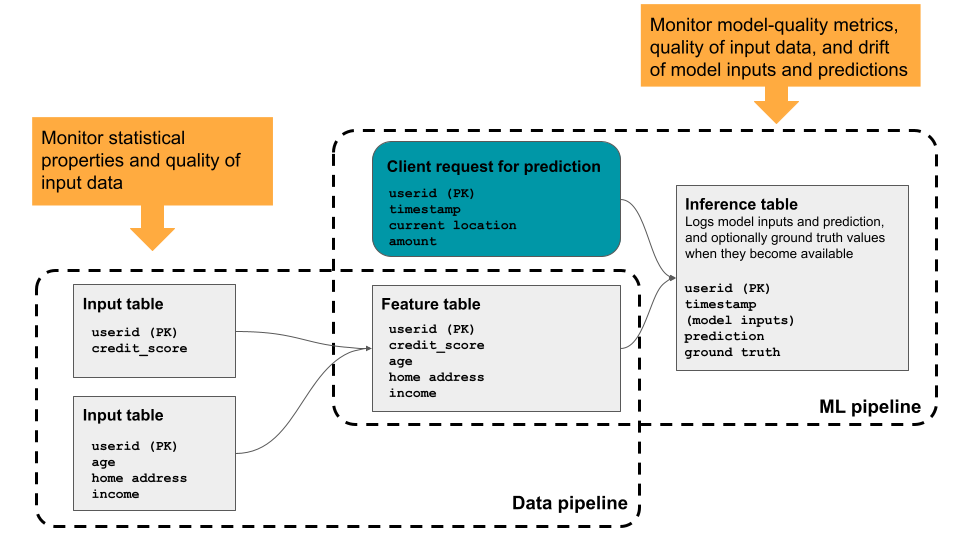 Monitor model-quality metrics,
quality of input data, and drift
of model inputs and predictions
Monitor statistical
properties and quality of
input data
Client request for prediction
userid (PK)
timestamp
current location
amount
Inference table
Logs model inputs and prediction,
and optionally ground truth values
when they become available
userid (PK)
timestamp
(model inputs)
prediction
ground truth
Input table
userid (PK)
credit_score
Feature table
userid (PK)
credit_score
age
home address
income
ML pipeline
Input table
userid (PK)
age
home address
income
Data pipeline